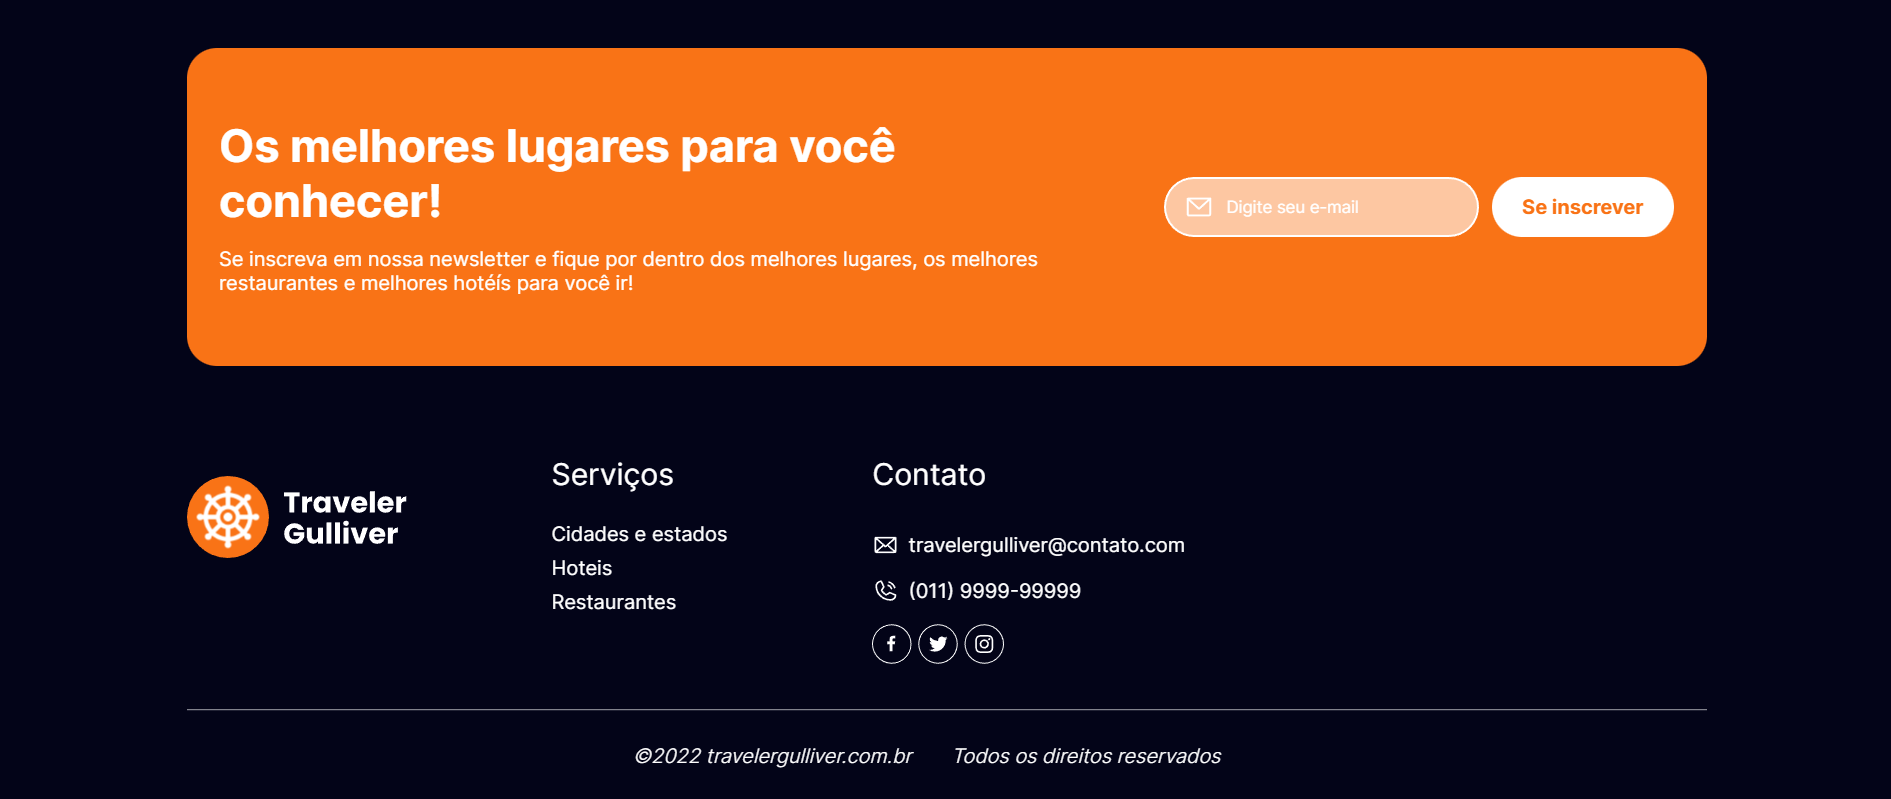 Os melhores lugares para você
conhecer!
Se inscreva em nossa newsletter e fique por dentro dos melhores lugares, os melhores
restaurantes e melhores hotéis para você ir!
Digite seu e-mail
Se inscrever
Traveler
Gulliver
Serviços
Cidades e estados
Hoteis
Restaurantes
Contato
travelergulliver@contato.com
(011) 9999-99999
©2022 travelergulliver.com.br
Todos os direitos reservados